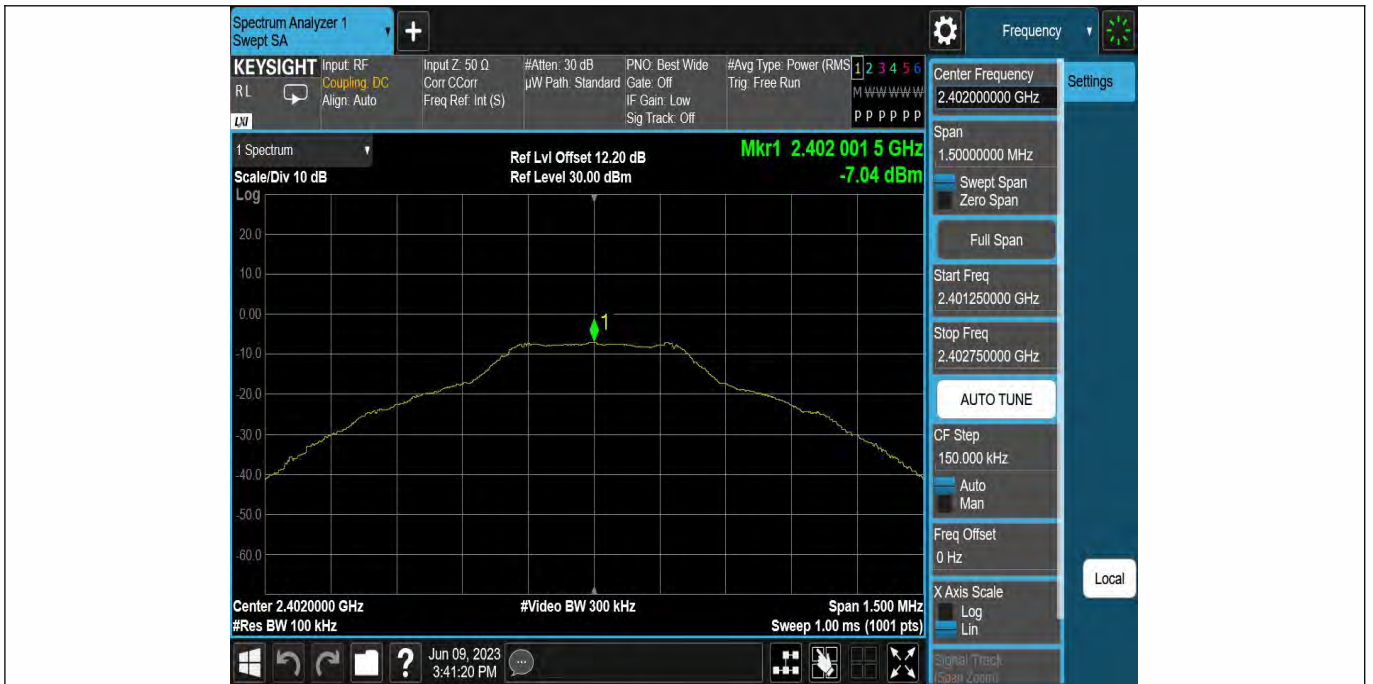 Spectrum Analyzer 1
Swept SA
+
Frequency
KEYSIGHT
R L
LXI
Input: RF
Coupling: DC
Align: Auto
Input Z: 50 Ω
Corr CCorr
Freq Ref: Int (S)
#Atten: 30 dB
µW Path: Standard
PNO: Best Wide
Gate: Off
IF Gain: Low
Sig Track: Off
#Avg Type: Power (RMS
Trig: Free Run
1 2 3 4 5 6
M W W W W W
P P P P P P
1 Spectrum
Scale/Div 10 dB
Ref Lvl Offset 12.20 dB
Ref Level 30.00 dBm
Mkr1 2.402 001 5 GHz
-7.04 dBm
Log
20.0
10.0
0.00
-10.0
-20.0
-30.0
-40.0
-50.0
-60.0
1
Center 2.4020000 GHz
#Res BW 100 kHz
#Video BW 300 kHz
Span 1.500 MHz
Sweep 1.00 ms (1001 pts)
Jun 09, 2023
3:41:20 PM
Center Frequency
2.402000000 GHz
Settings
Span
1.50000000 MHz
Swept Span
Zero Span
Full Span
Start Freq
2.401250000 GHz
Stop Freq
2.402750000 GHz
AUTO TUNE
CF Step
150.000 kHz
Auto
Man
Freq Offset
0 Hz
X Axis Scale
Log
Lin
Signal Track
(Span Zoom)
Local